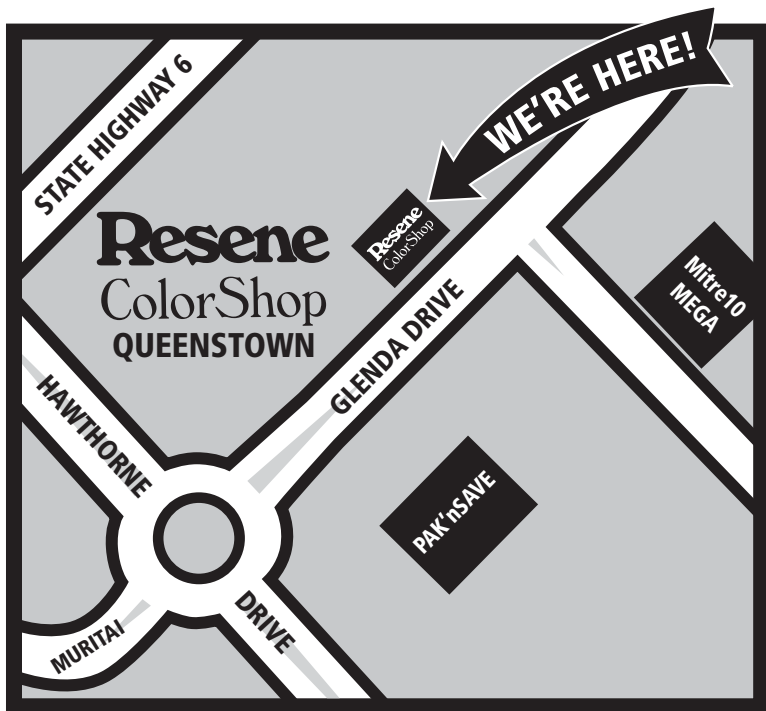 STATE HIGHWAY 6
WE'RE HERE!
Resene
ColorShop
QUEENSTOWN
Resene
ColorShop
Mitre10
MEGA
GLENDA DRIVE
HAWTHORNE
DRIVE
PAK'nSAVE
MURITAI